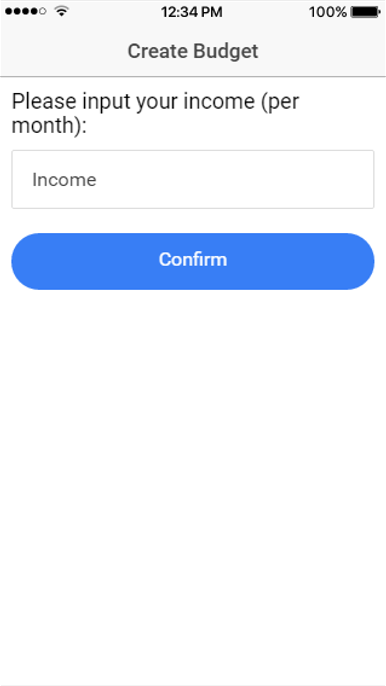 12:34 PM 100%
Create Budget
Please input your income (per
month):
Income
Confirm